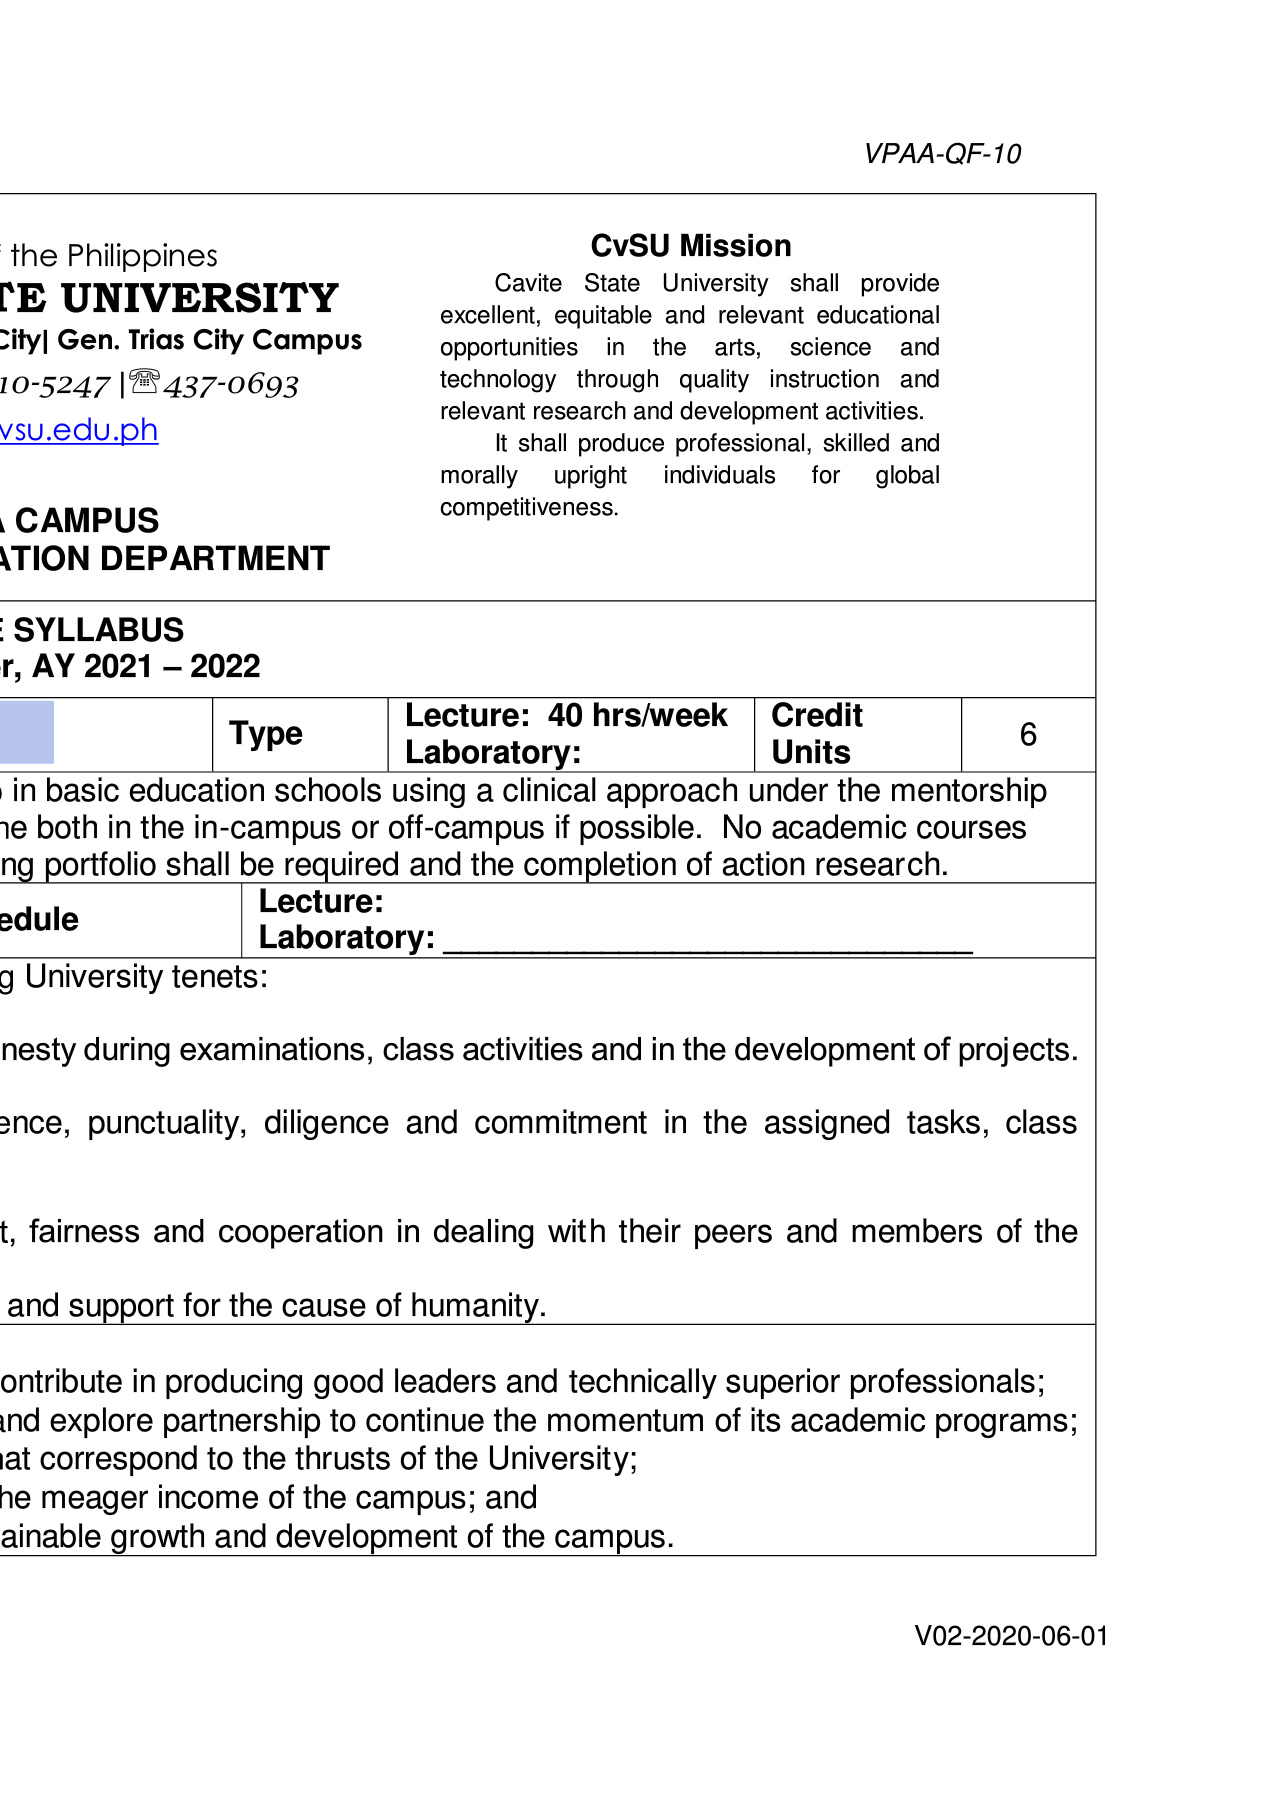 VPAA-QF-10
the Philippines
UNIVERSITY
City| Gen. Trias City Campus
10-5247 |☏437-0693
vsu.edu.ph
CAMPUS
ATION DEPARTMENT
CvSU Mission
Cavite State University shall provide
excellent, equitable and relevant educational
opportunities in the arts, science and
technology through quality instruction and
relevant research and development activities.
It shall produce professional, skilled and
morally upright individuals for global
competitiveness.
E SYLLABUS
r, AY 2021 – 2022
Type
Lecture: 40 hrs/week
Laboratory:
Credit
Units
6
in basic education schools using a clinical approach under the mentorship
ne both in the in-campus or off-campus if possible. No academic courses
ng portfolio shall be required and the completion of action research.
edule
Lecture:
Laboratory: ______________________________
g University tenets:
nesty during examinations, class activities and in the development of projects.
ence, punctuality, diligence and commitment in the assigned tasks, class
t, fairness and cooperation in dealing with their peers and members of the
and support for the cause of humanity.
ontribute in producing good leaders and technically superior professionals;
and explore partnership to continue the momentum of its academic programs;
hat correspond to the thrusts of the University;
he meager income of the campus; and
tainable growth and development of the campus.
V02-2020-06-01